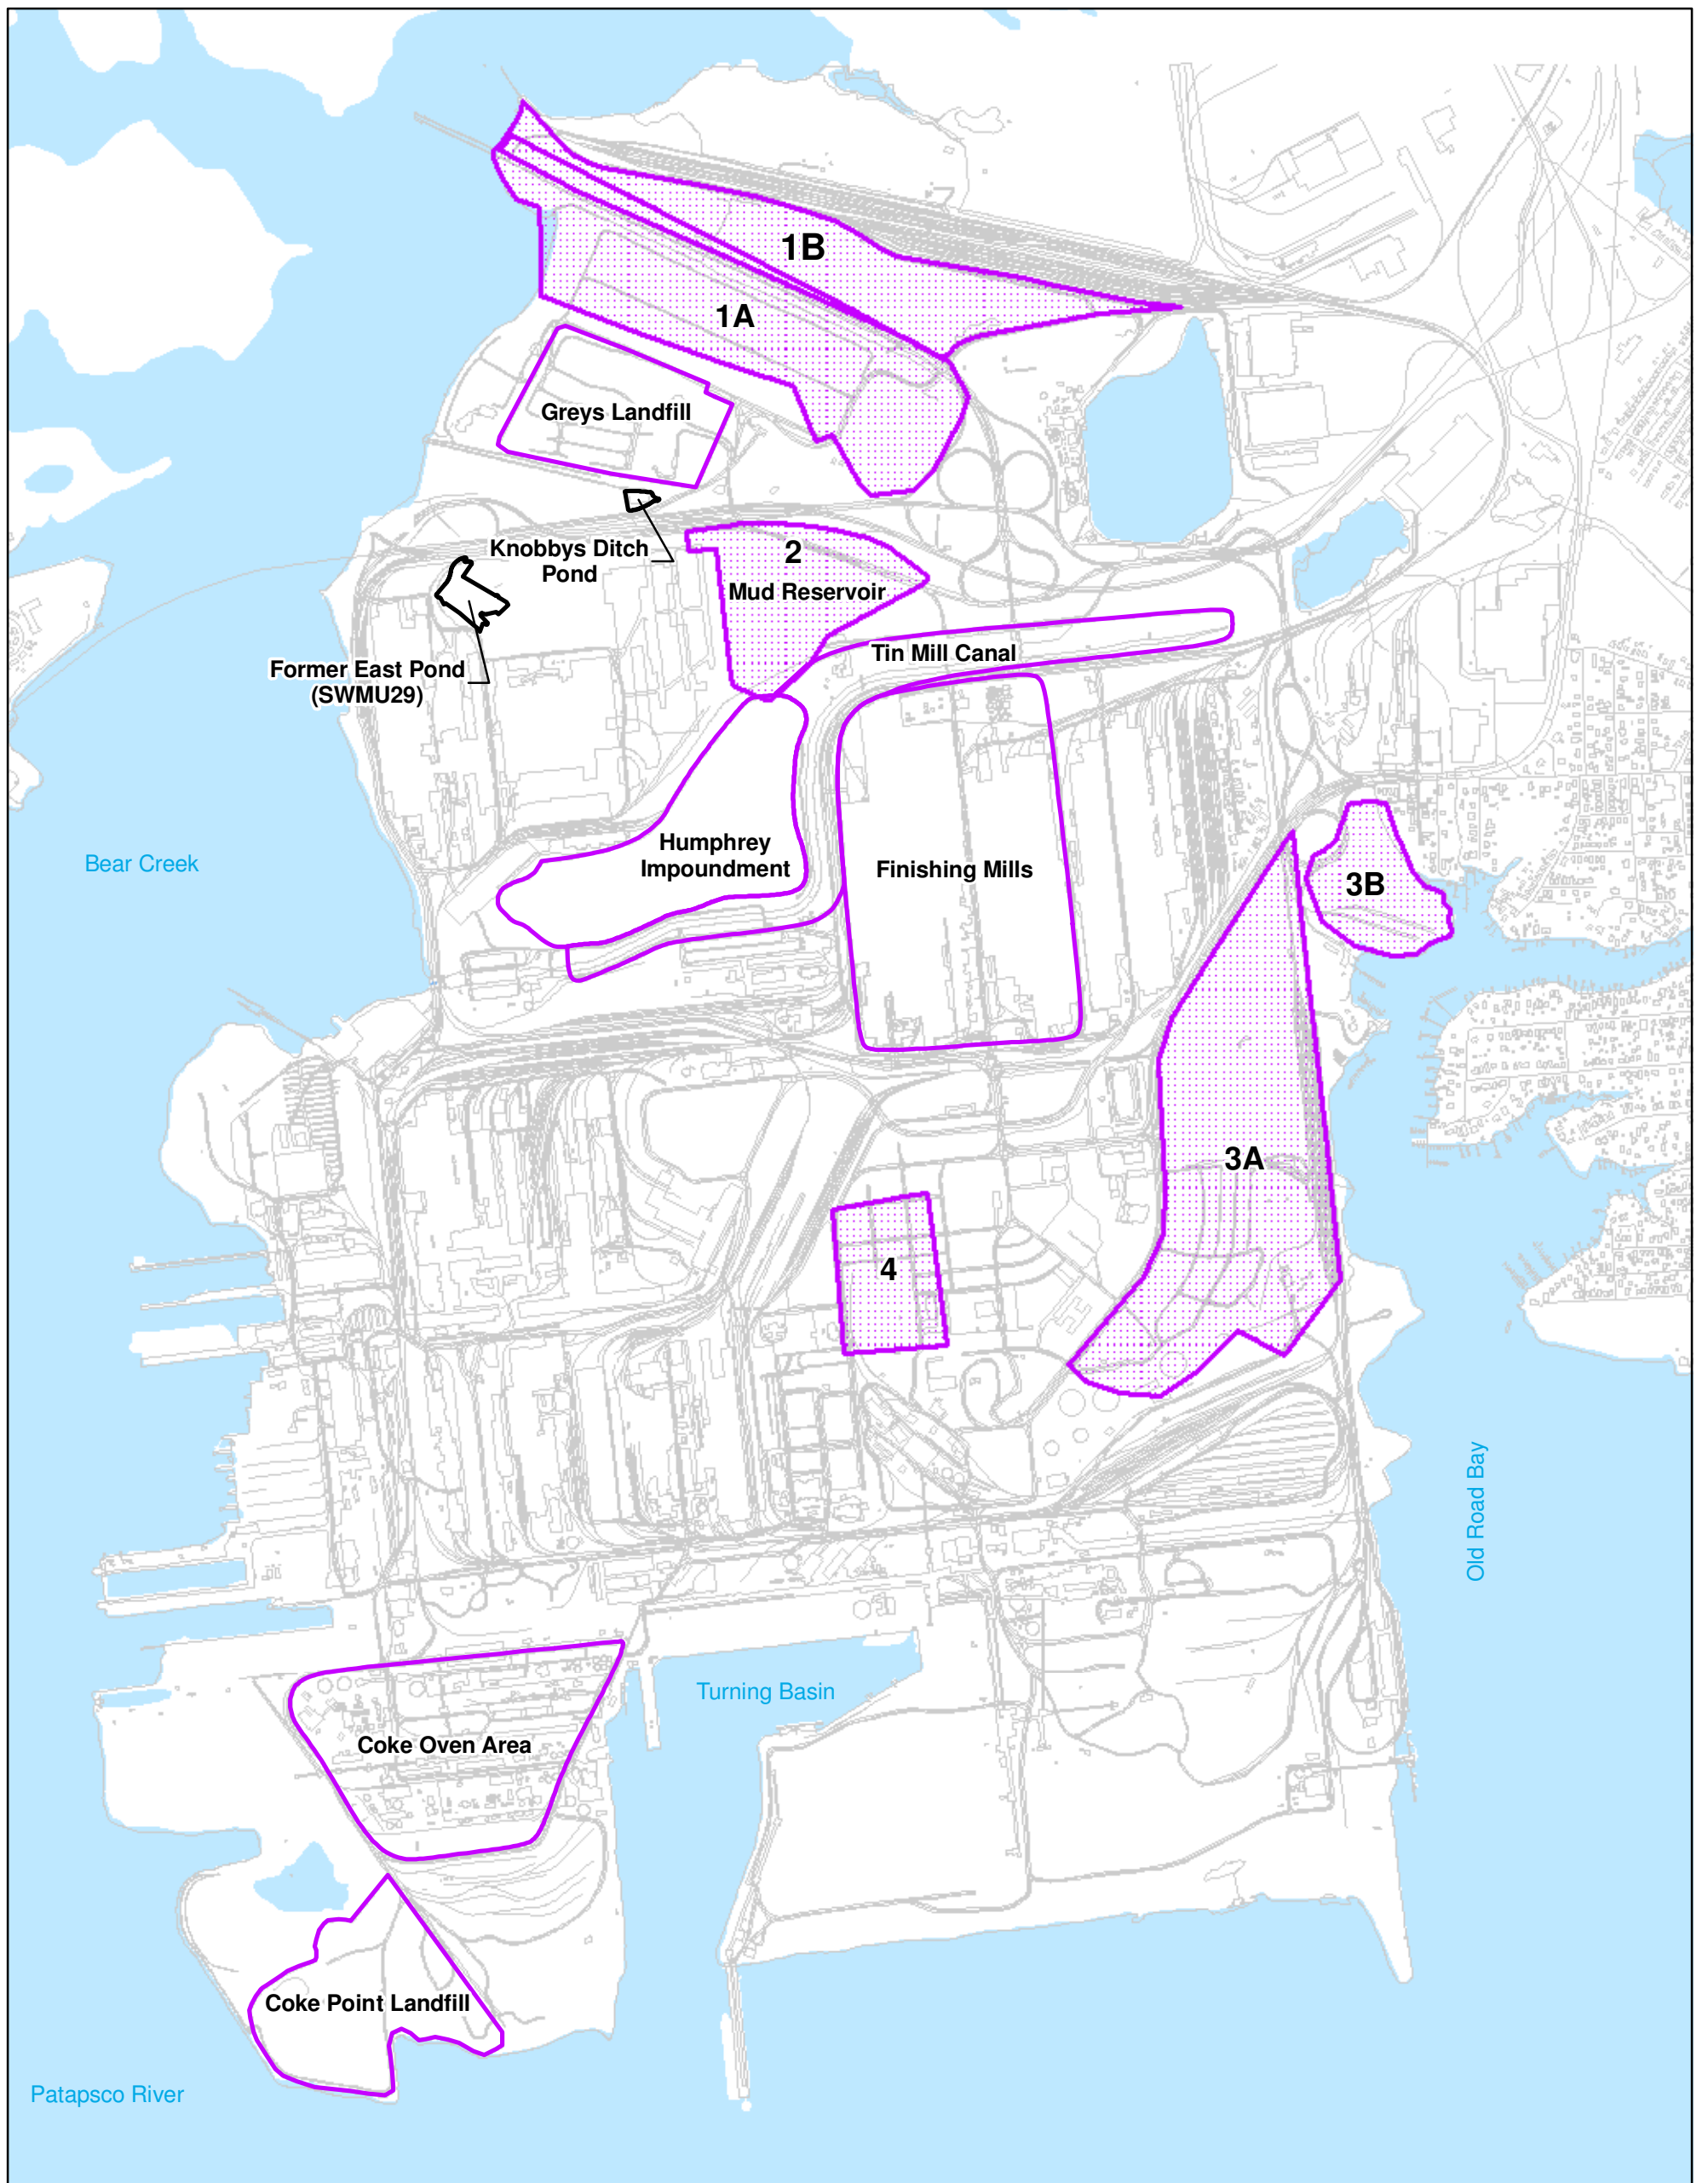 1B
1A
Greys Landfill
Knobbys Ditch
Pond
2
Mud Reservoir
Tin Mill Canal
Former East Pond
(SWMU29)
Humphrey
Impoundment
Finishing Mills
Bear Creek
3B
3A
4
Old Road Bay
Turning Basin
Coke Oven Area
Coke Point Landfill
Patapsco River